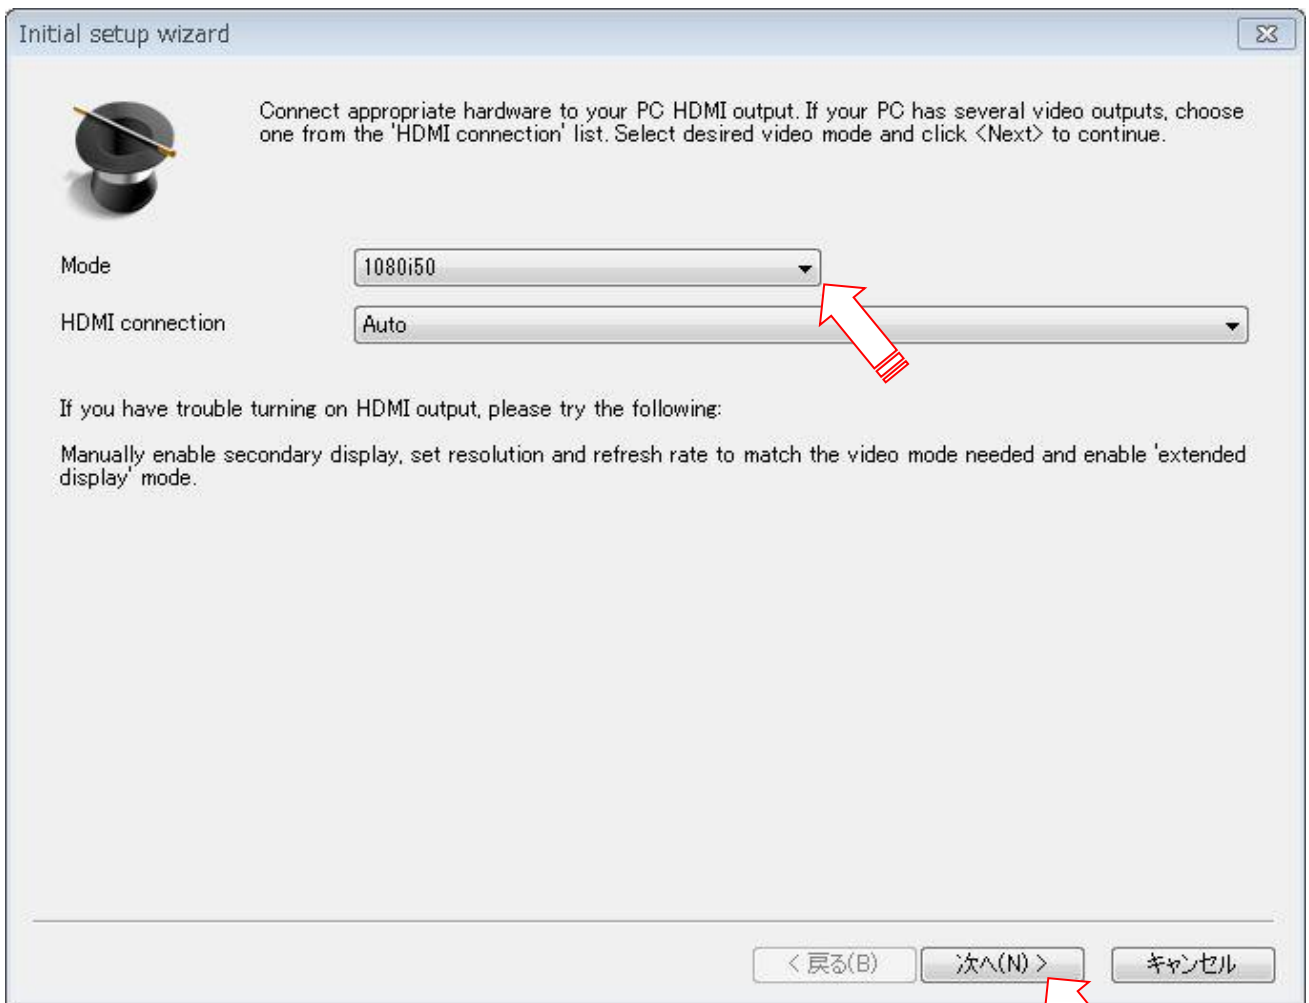 Initial setup wizard
Connect appropriate hardware to your PC HDMI output. If your PC has several video outputs, choose
one from the 'HDMI connection' list. Select desired video mode and click <Next> to continue.
Mode
1080i50
HDMI connection
Auto
If you have trouble turning on HDMI output, please try the following:
Manually enable secondary display, set resolution and refresh rate to match the video mode needed and enable 'extended
display' mode.
< 戻る(B)
次へ(N) >
キャンセル